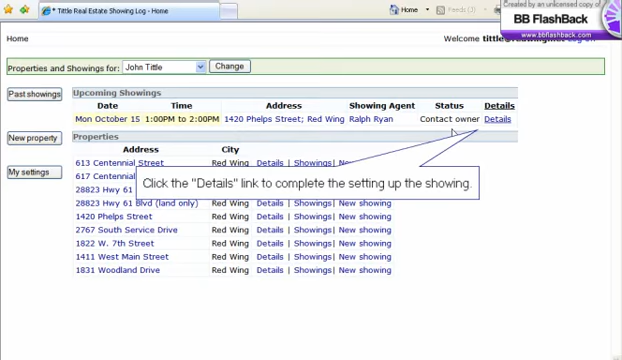 * Tittle Real Estate Showing Log - Home
Home
Feeds (3)
Created by an unlicensed copy of
BB FlashBack
www.bbflashback.com
Home
Welcome
Properties and Showings for: John Tittle Change
Past showings
New property
My settings
Upcoming Showings
Date Time Address Showing Agent Status Details
Mon October 15 1:00PM to 2:00PM 1420 Phelps Street; Red Wing Ralph Ryan Contact owner Details
Properties
Address City
613 Centennial Street Red Wing Details | Showings | New
Click the "Details" link to complete the setting up the showing.
28823 Hwy 61
28823 Hwy 61 Blvd (land only) Red Wing Details | Showings| New showing
1420 Phelps Street Red Wing Details | Showings| New showing
2767 Service Drive Red Wing Details | Showings| New showing
1822 W. 7th Street Red Wing Details | Showings| New showing
1411 West Main Street Red Wing Details | Showings| New showing
1831 Woodland Drive Red Wing Details | Showings| New showing